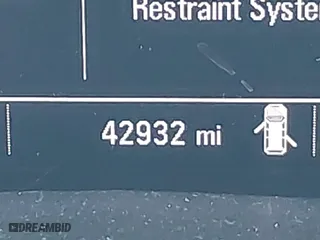 Restraint Syste
42932 mi
DREAMBID